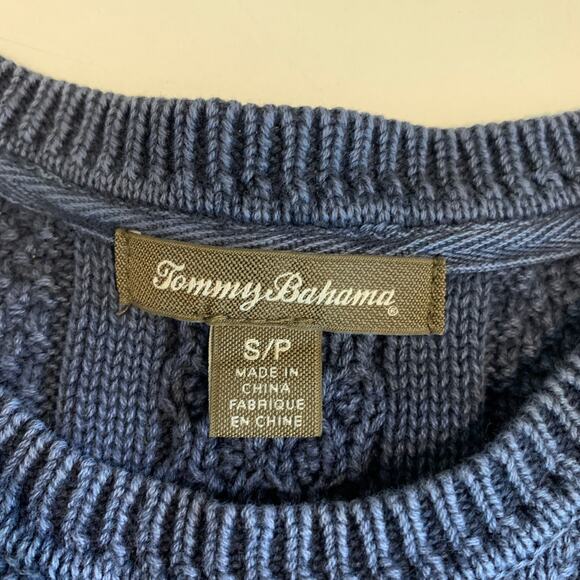 Tommy Bahama®
S/P
MADE IN
CHINA
FABRIQUE
EN CHINE